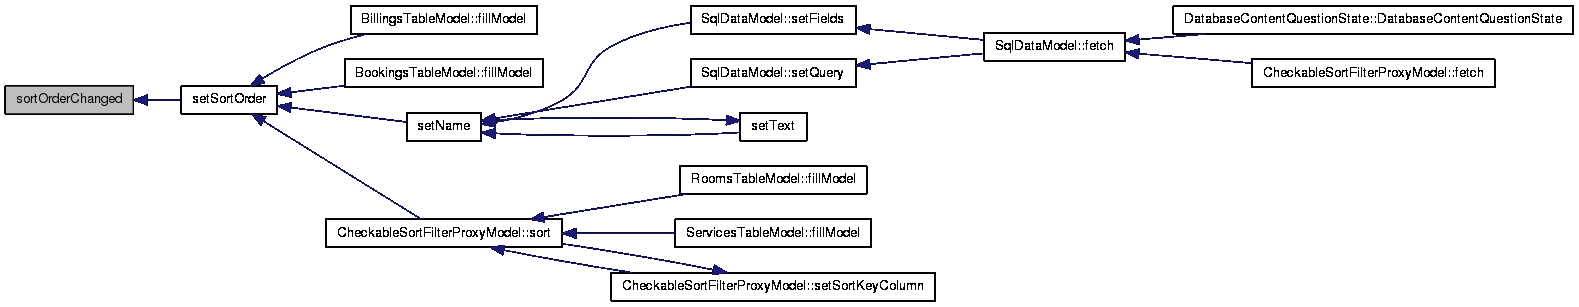 BillingsTableModel::fillModel
SqlDataModel::setFields
DatabaseContentQuestionState::DatabaseContentQuestionState
SqlDataModel::fetch
BookingsTableModel::fillModel
SqlDataModel::setQuery
CheckableSortFilterProxyModel::fetch
sortOrderChanged
setSortOrder
setName
setText
RoomsTableModel::fillModel
CheckableSortFilterProxyModel::sort
ServicesTableModel::fillModel
CheckableSortFilterProxyModel::setSortKeyColumn